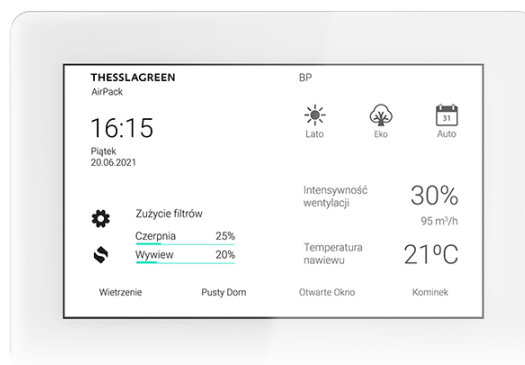 THESSLAGREEN
AirPack
BP
16:15
Piątek
20.06.2021
Lato
Eko
31
Auto
Intensywność
wentylacji
30%
95 m³/h
Zużycie filtrów
Czerpnia 25%
Wywiew 20%
Temperatura
nawiewu
21⁰C
Wietrzenie
Pusty Dom
Otwarte Okno
Kominek